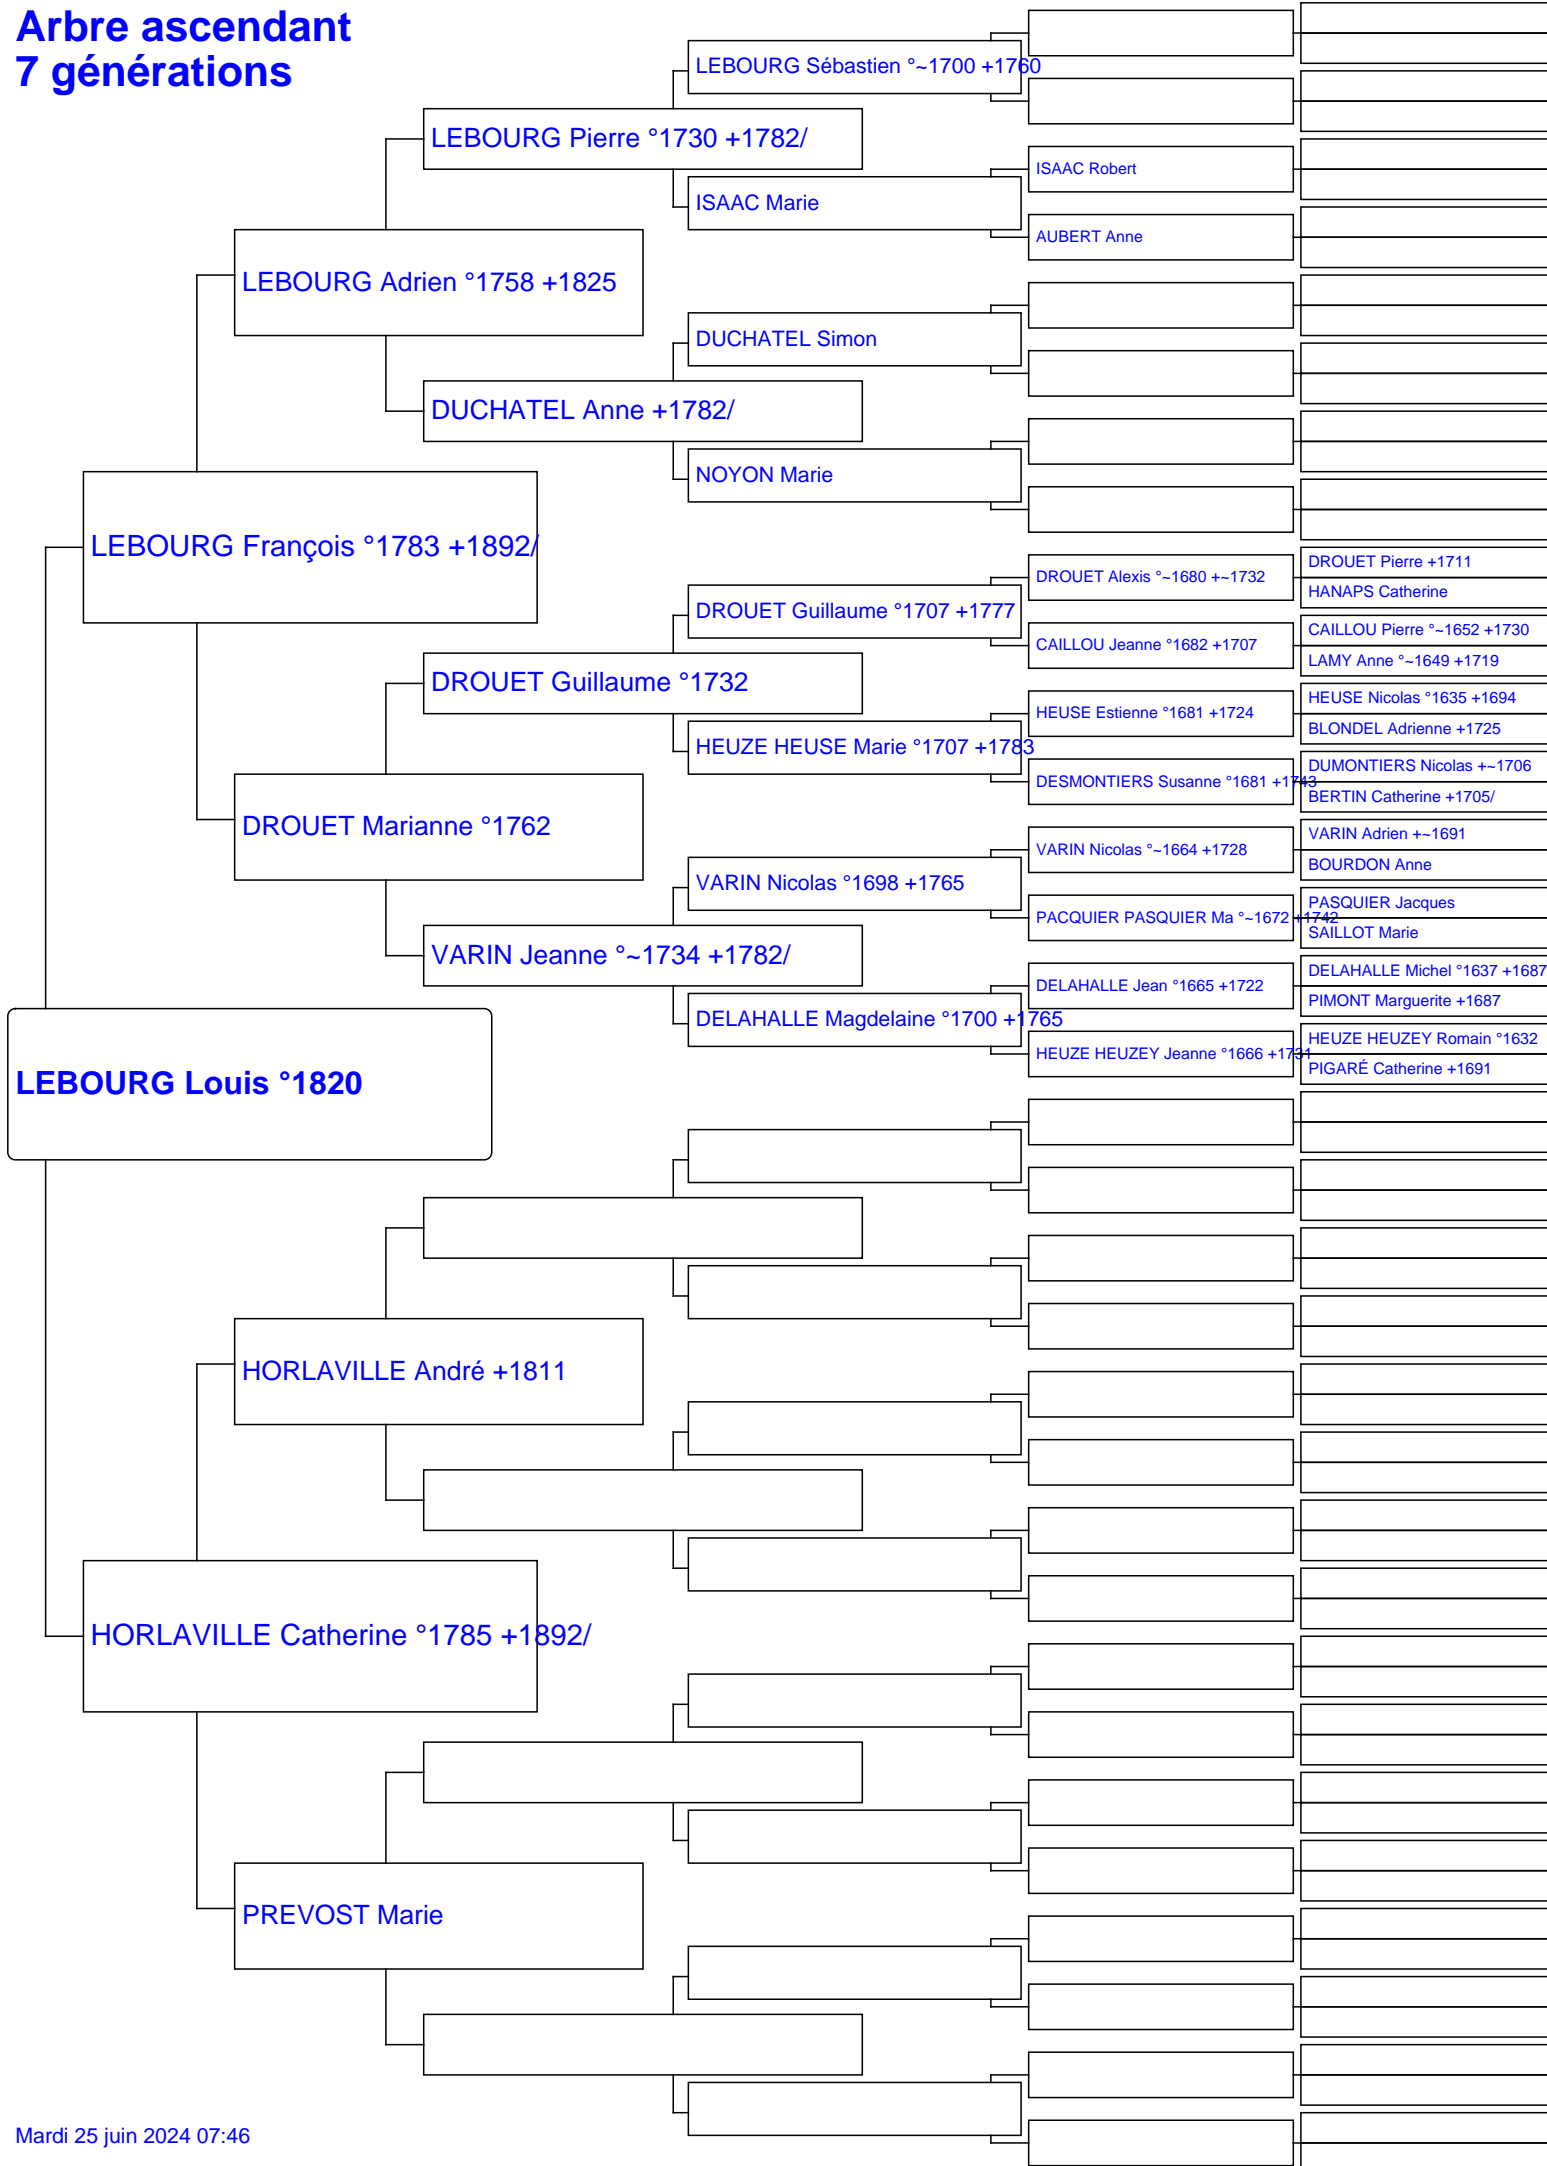 Arbre ascendant
7 générations
LEBOURG Sébastien °~1700 +1760
LEBOURG Pierre °1730 +1782/
ISAAC Robert
ISAAC Marie
AUBERT Anne
LEBOURG Adrien °1758 +1825
DUCHATEL Simon
DUCHATEL Anne +1782/
NOYON Marie
LEBOURG François °1783 +1892/
DROUET Pierre +1711
DROUET Alexis °~1680 +~1732
HANAPS Catherine
DROUET Guillaume °1707 +1777
CAILLOU Pierre °~1652 +1730
CAILLOU Jeanne °1682 +1707
LAMY Anne °~1649 +1719
DROUET Guillaume °1732
HEUSE Nicolas °1635 +1694
HEUSE Estienne °1681 +1724
BLONDEL Adrienne +1725
HEUZE HEUSE Marie °1707 +1783
DUMONTIERS Nicolas +~1706
DESMONTIERS Susanne °1681 +1743
BERTIN Catherine +1705/
DROUET Marianne °1762
VARIN Adrien +~1691
VARIN Nicolas °~1664 +1728
BOURDON Anne
VARIN Nicolas °1698 +1765
PASQUIER Jacques
PACQUIER PASQUIER Ma °~1672 +1742
SAILLOT Marie
VARIN Jeanne °~1734 +1782/
DELAHALLE Michel °1637 +1687
DELAHALLE Jean °1665 +1722
PIMONT Marguerite +1687
DELAHALLE Magdelaine °1700 +1765
HEUZE HEUZEY Romain °1632
HEUZE HEUZEY Jeanne °1666 +1731
PIGARÉ Catherine +1691
LEBOURG Louis °1820
HORLAVILLE André +1811
HORLAVILLE Catherine °1785 +1892/
PREVOST Marie
Mardi 25 juin 2024 07:46